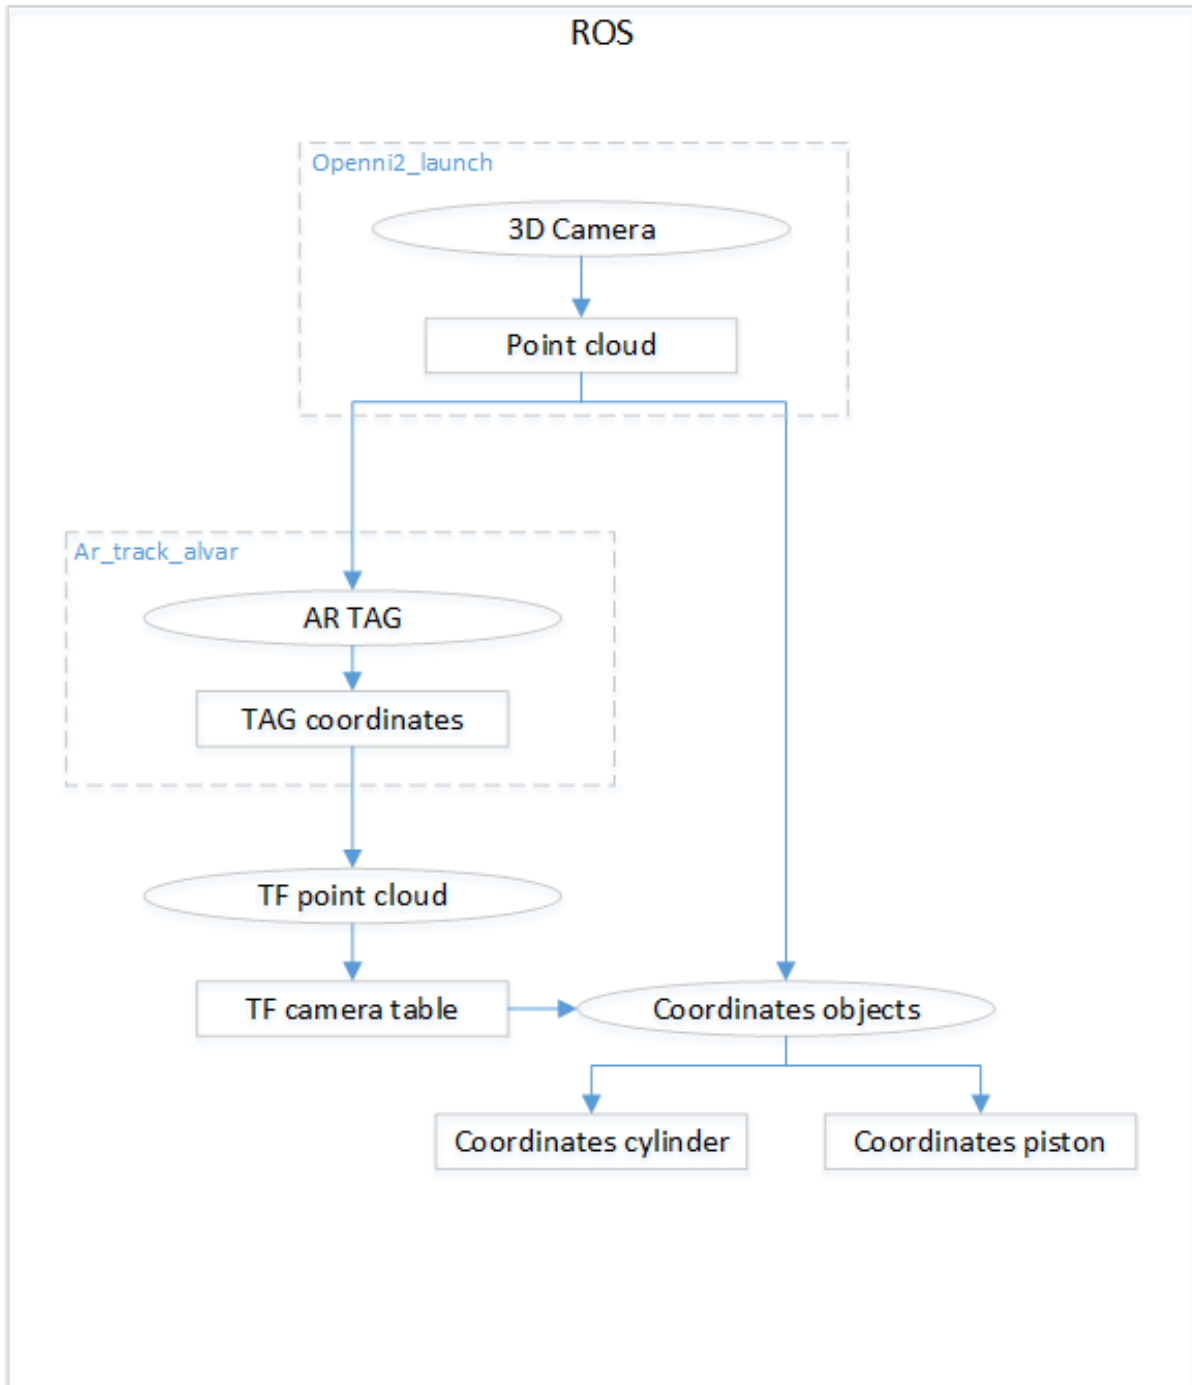 ROS
Openni2_launch
3D Camera
Point cloud
Ar_track_alvar
AR TAG
TAG coordinates
TF point cloud
TF camera table
Coordinates objects
Coordinates cylinder
Coordinates piston